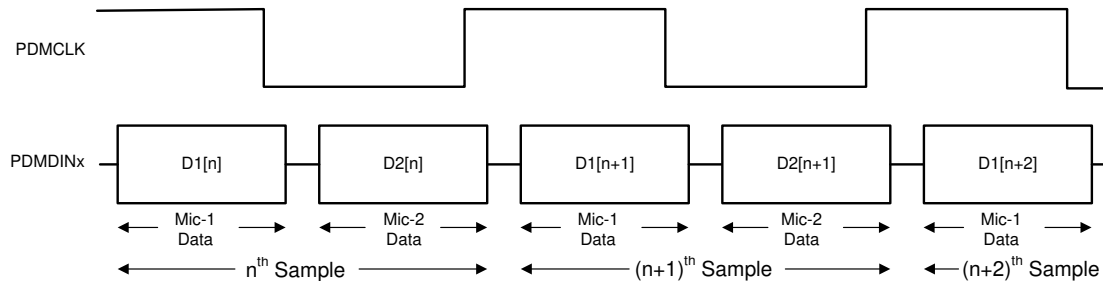 PDMCLK
PDMDINx
D1[n]
D2[n]
D1[n+1]
D2[n+1]
D1[n+2]
Mic-1
Data
Mic-2
Data
Mic-1
Data
Mic-2
Data
Mic-1
Data
nth Sample
(n+1)th Sample
(n+2)th Sample